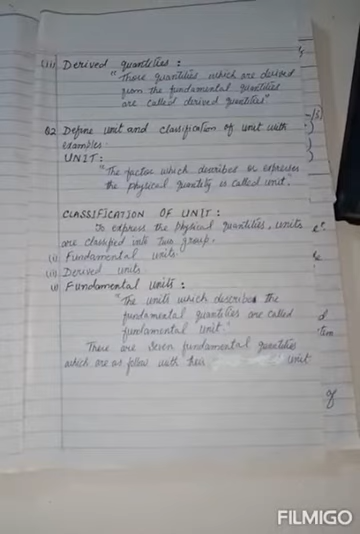 (iii) Derived quantities :
"Those quantities which are derived
from the fundamental quantities
are called derived quantities"
Q2 Define unit and classification of unit with
examples :
UNIT :
"The factor which describes or expresses
the physical quantity is called unit.
CLASSIFICATION OF UNIT :
To express the physical quantities, units
are classified into two group.
(i) Fundamental units.
(ii) Derived units.
(i) Fundamental units :
"The units which describe the
fundamental quantities are called
fundamental unit."
There are seven fundamental quantities
which are as follow with their unit
of
FILMIGO